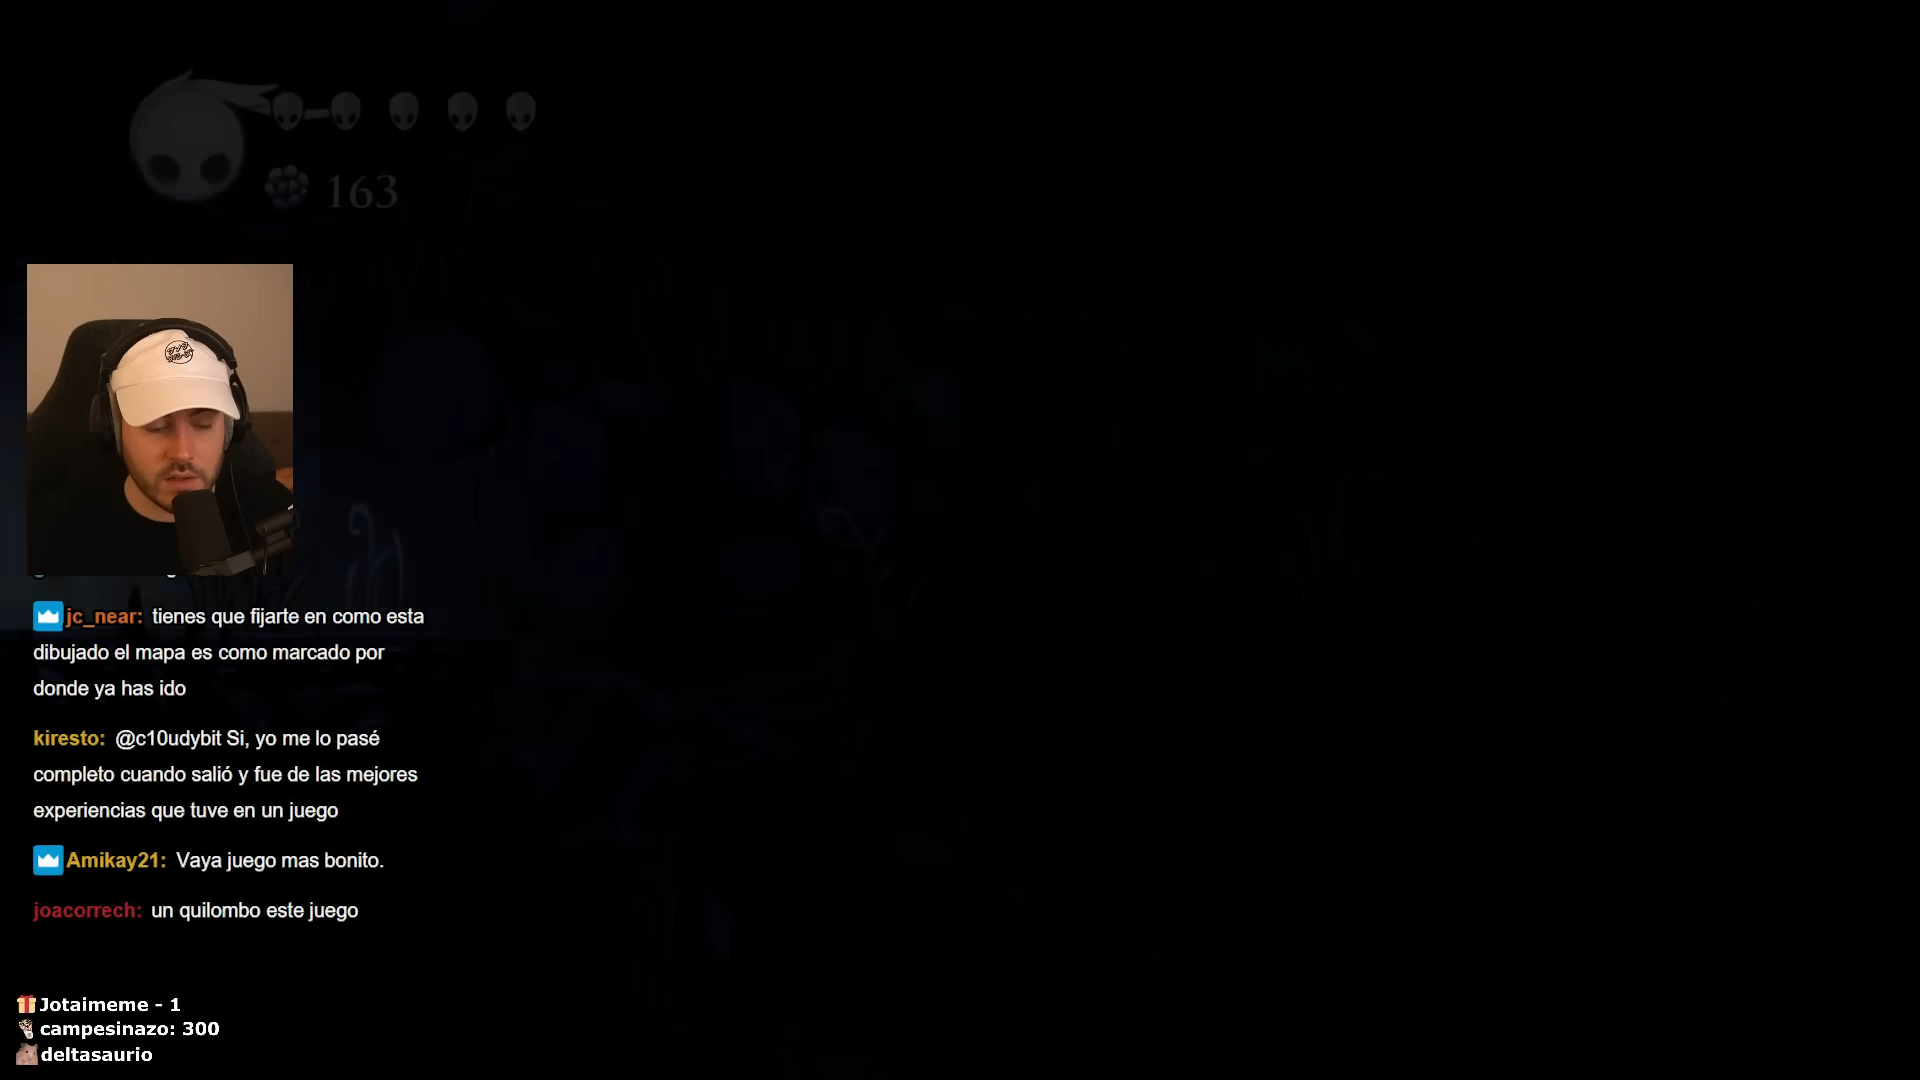 163
jc_near: tienes que fijarte en como esta
dibujado el mapa es como marcado por
donde ya has ido
kiresto: @c10udybit Si, yo me lo pasé
completo cuando salió y fue de las mejores
experiencias que tuve en un juego
Amikay21: Vaya juego mas bonito.
joacorrech: un quilombo este juego
Jotaimeme - 1
campesinazo: 300
deltasaurio